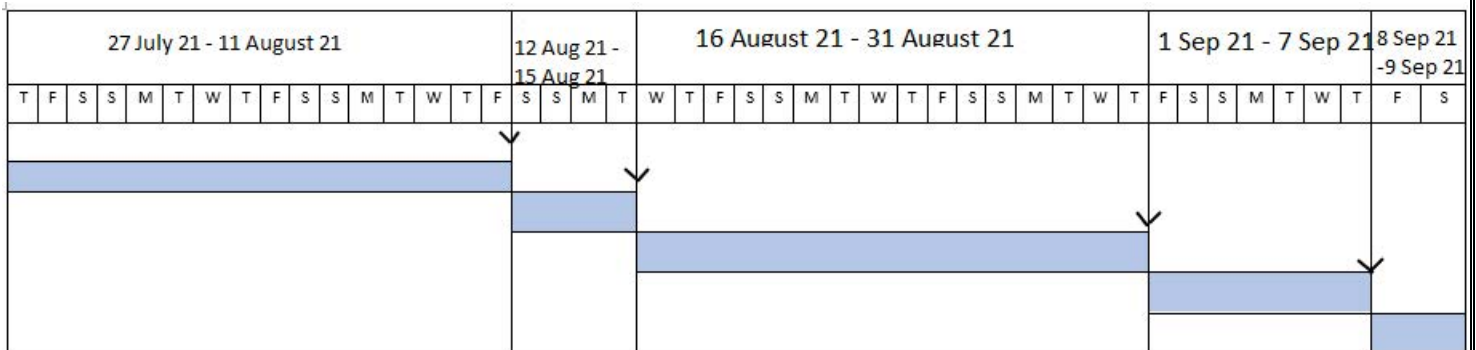 27 July 21 - 11 August 21
12 Aug 21 -
15 Aug 21
16 August 21 - 31 August 21
1 Sep 21 - 7 Sep 21
8 Sep 21
-9 Sep 21
T F S S M T W T F S S M T W T F S S M T W T F S S M T W T F S S M T W T F S S M T W T F S